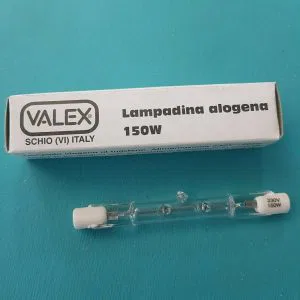 VALEX
SCHIO (VI) ITALY
Lampadina alogena
150W
230V
150W